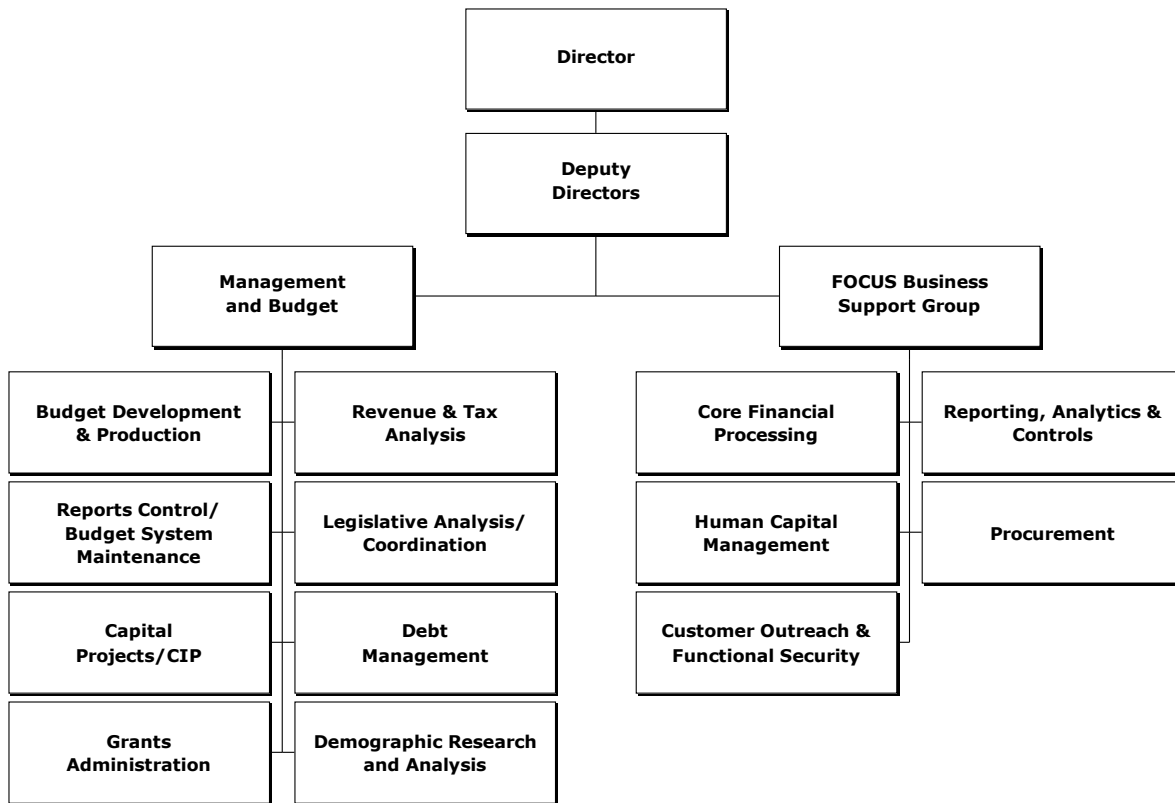 Director
Deputy
Directors
Management
and Budget
FOCUS Business
Support Group
Budget Development
& Production
Revenue & Tax
Analysis
Core Financial
Processing
Reporting, Analytics &
Controls
Reports Control/
Budget System
Maintenance
Legislative Analysis/
Coordination
Human Capital
Management
Procurement
Capital
Projects/CIP
Debt
Management
Customer Outreach &
Functional Security
Grants
Administration
Demographic Research
and Analysis